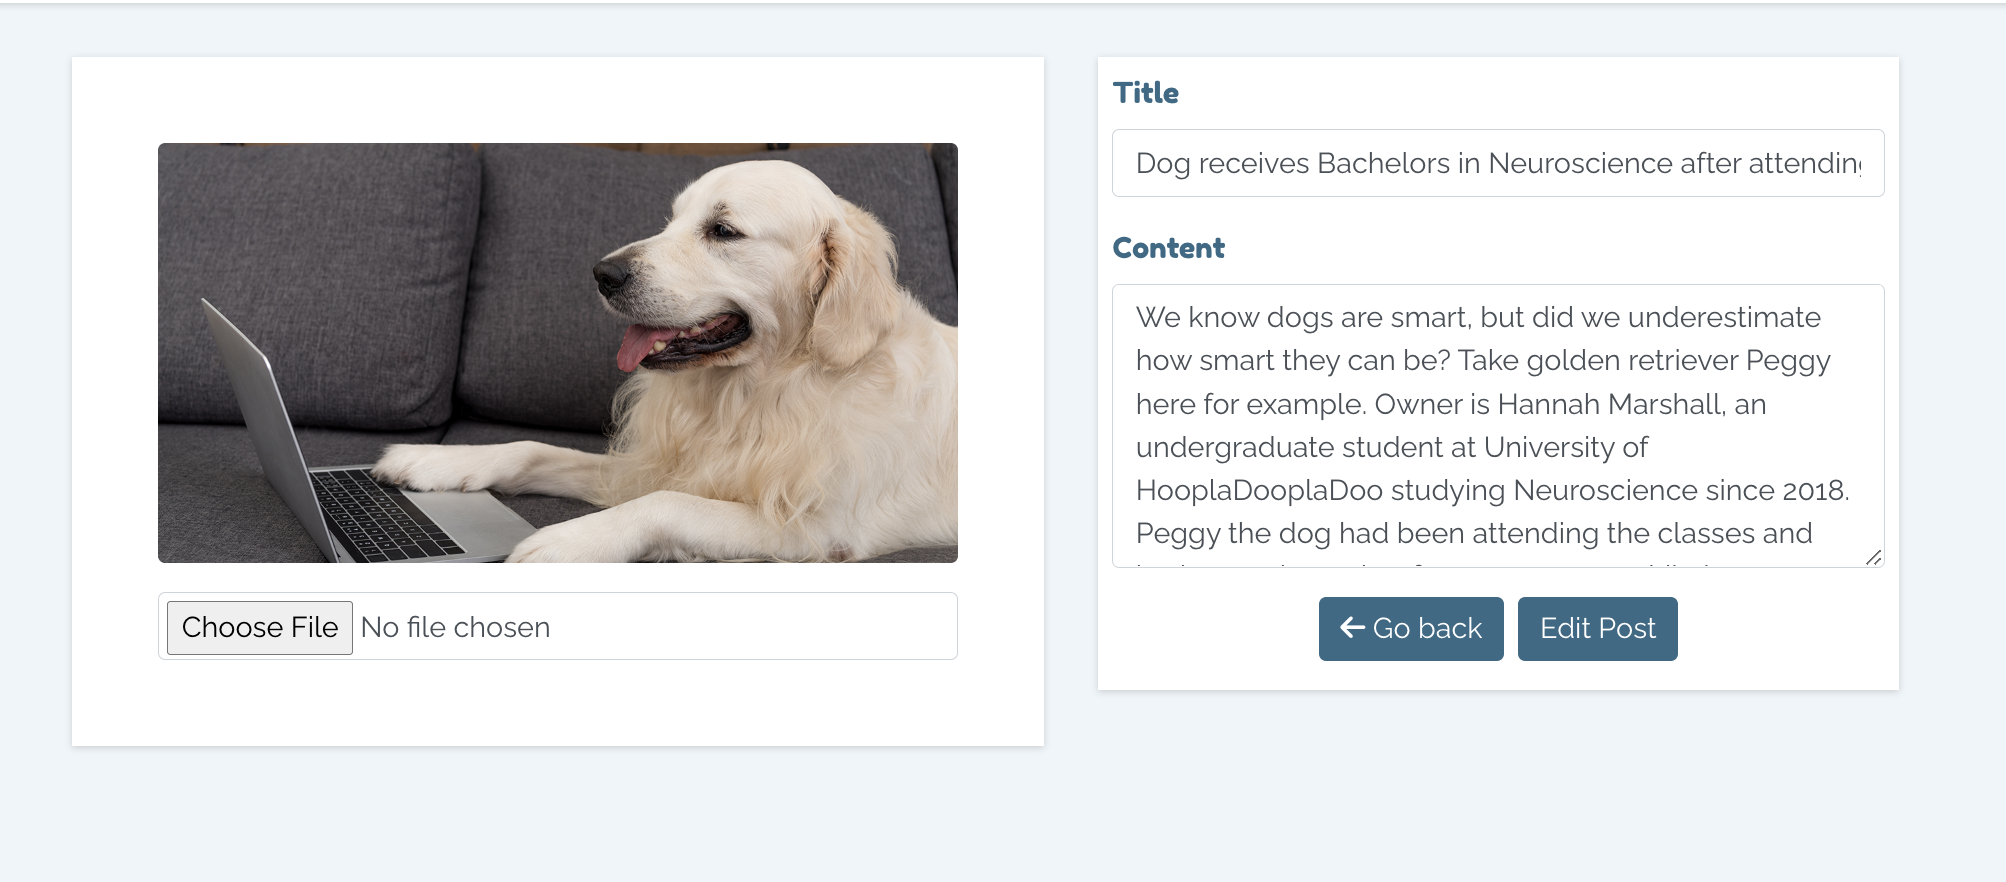 Title
Dog receives Bachelors in Neuroscience after attending
Content
We know dogs are smart, but did we underestimate
how smart they can be? Take golden retriever Peggy
here for example. Owner is Hannah Marshall, an
undergraduate student at University of
HooplaDooplaDoo studying Neuroscience since 2018.
Peggy the dog had been attending the classes and
Choose File No file chosen
← Go back
Edit Post